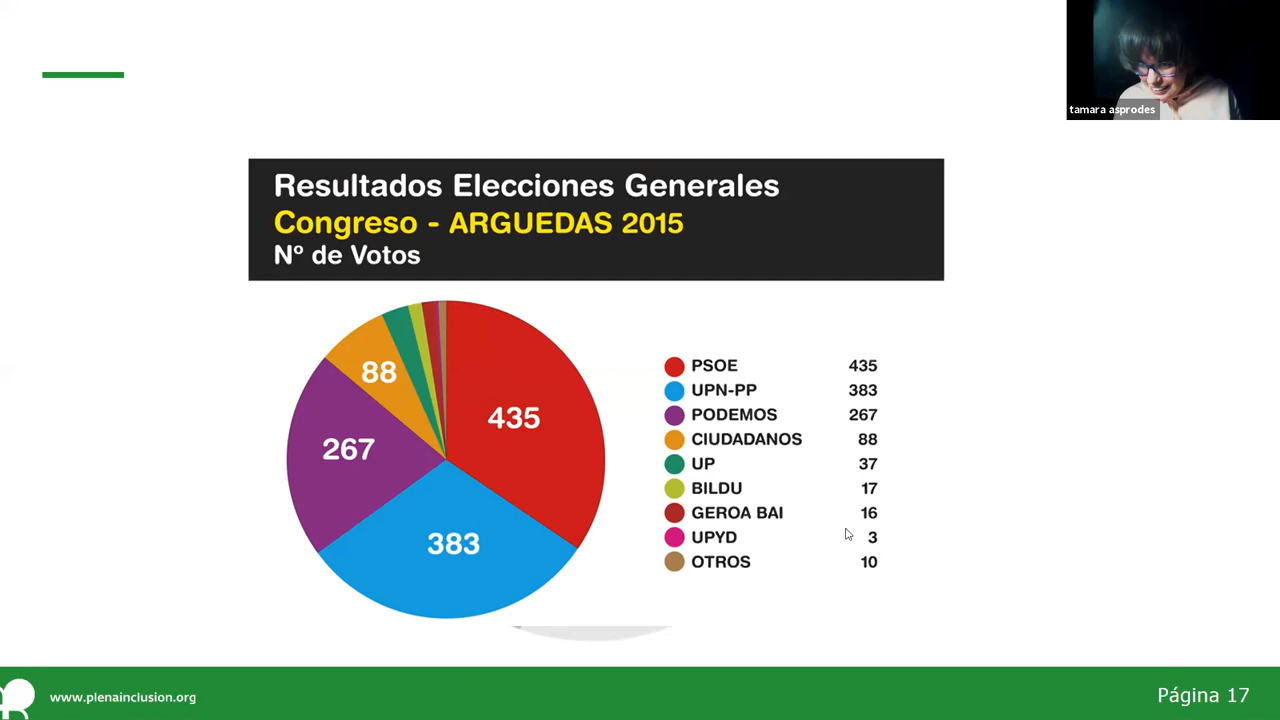 tamara asprodes
Resultados Elecciones Generales
Congreso - ARGUEDAS 2015
Nº de Votos
88
435
267
383
PSOE 435
UPN-PP 383
PODEMOS 267
CIUDADANOS 88
UP 37
BILDU 17
GEROA BAI 16
UPYD 3
OTROS 10
www.plenainclusion.org
Página 17